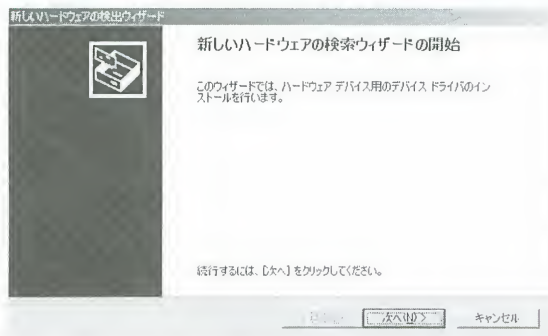 新しいハードウェアの検出ウィザード
新しいハードウェアの検索ウィザードの開始
このウィザードでは、ハードウェア デバイス用のデバイス ドライバのイン
ストールを行います。
続行するには、[次へ] をクリックしてください。
次へ(N) >
キャンセル